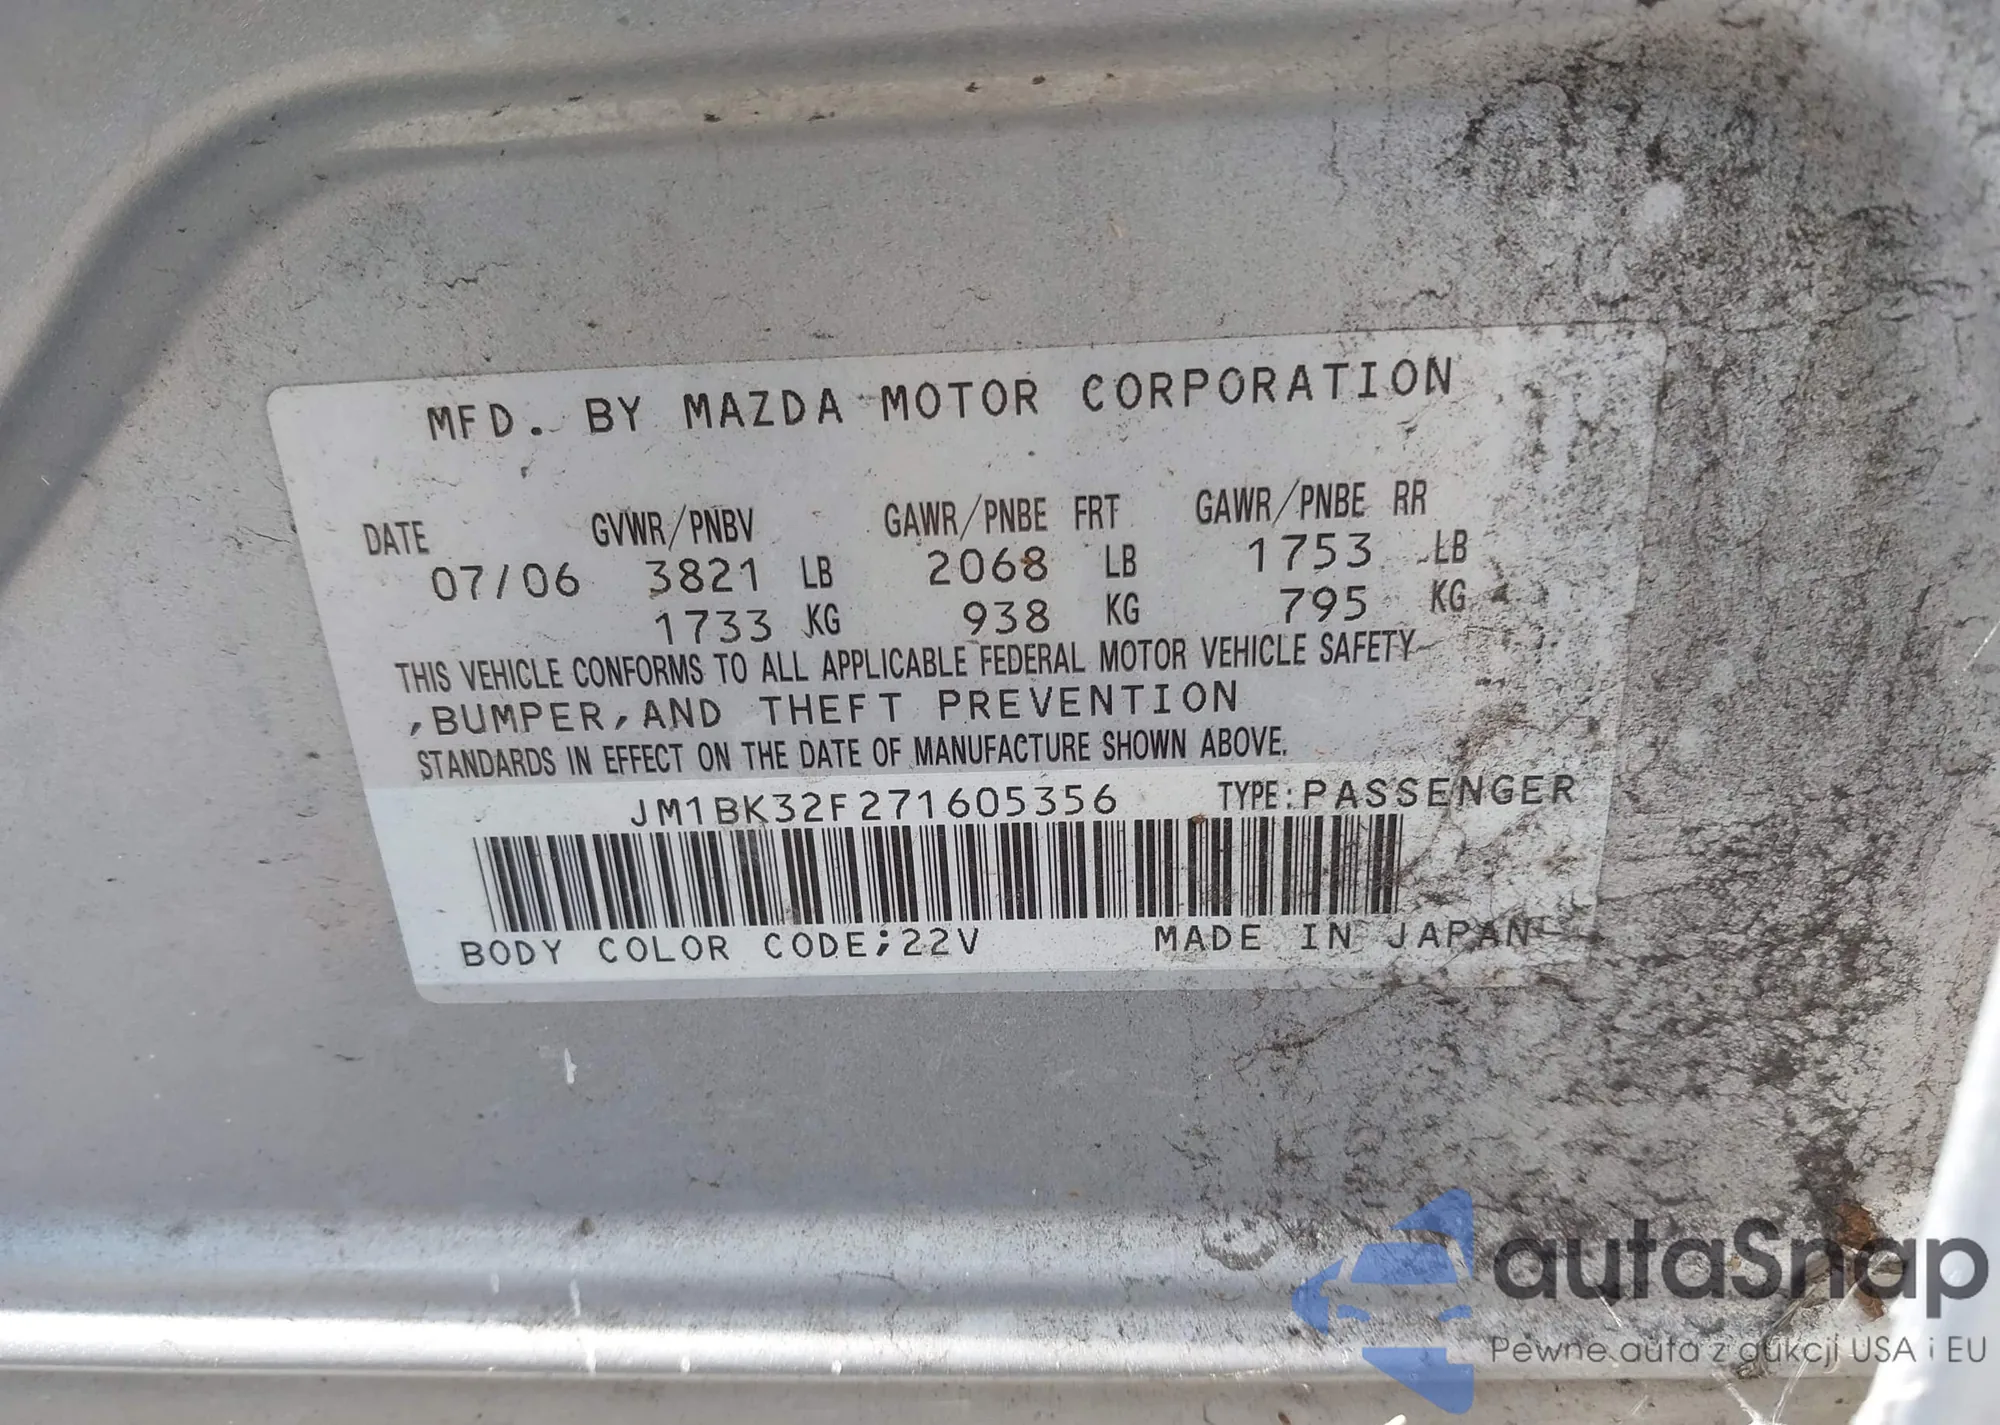 MFD. BY MAZDA MOTOR CORPORATION
DATE GVWR/PNBV GAWR/PNBE FRT GAWR/PNBE RR
07/06 3821 LB 2068 LB 1753 LB
1733 KG 938 KG 795 KG
THIS VEHICLE CONFORMS TO ALL APPLICABLE FEDERAL MOTOR VEHICLE SAFETY
,BUMPER,AND THEFT PREVENTION
STANDARDS IN EFFECT ON THE DATE OF MANUFACTURE SHOWN ABOVE.
JM1BK32F271605356 TYPE:PASSENGER
BODY COLOR CODE;22V MADE IN JAPAN
autaSnap
Pewne auta z aukcji USA i EU